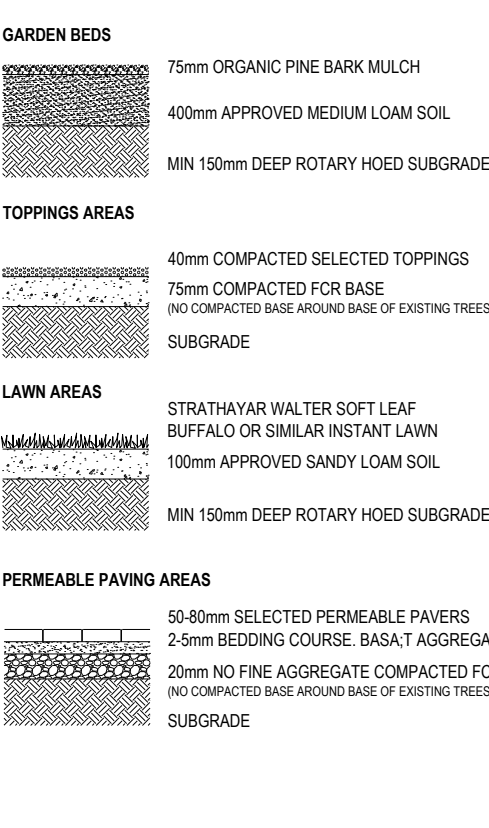 GARDEN BEDS
75mm ORGANIC PINE BARK MULCH
400mm APPROVED MEDIUM LOAM SOIL
MIN 150mm DEEP ROTARY HOED SUBGRADE
TOPPINGS AREAS
40mm COMPACTED SELECTED TOPPINGS
75mm COMPACTED FCR BASE
(NO COMPACTED BASE AROUND BASE OF EXISTING TREES
SUBGRADE
LAWN AREAS
STRATHAYAR WALTER SOFT LEAF
BUFFALO OR SIMILAR INSTANT LAWN
100mm APPROVED SANDY LOAM SOIL
MIN 150mm DEEP ROTARY HOED SUBGRADE
PERMEABLE PAVING AREAS
50-80mm SELECTED PERMEABLE PAVERS
2-5mm BEDDING COURSE. BASA;T
20mm NO FINE AGGREGATE COMPACTED
(NO COMPACTED BASE AROUND BASE OF EXISTING TREES
SUBGRADE